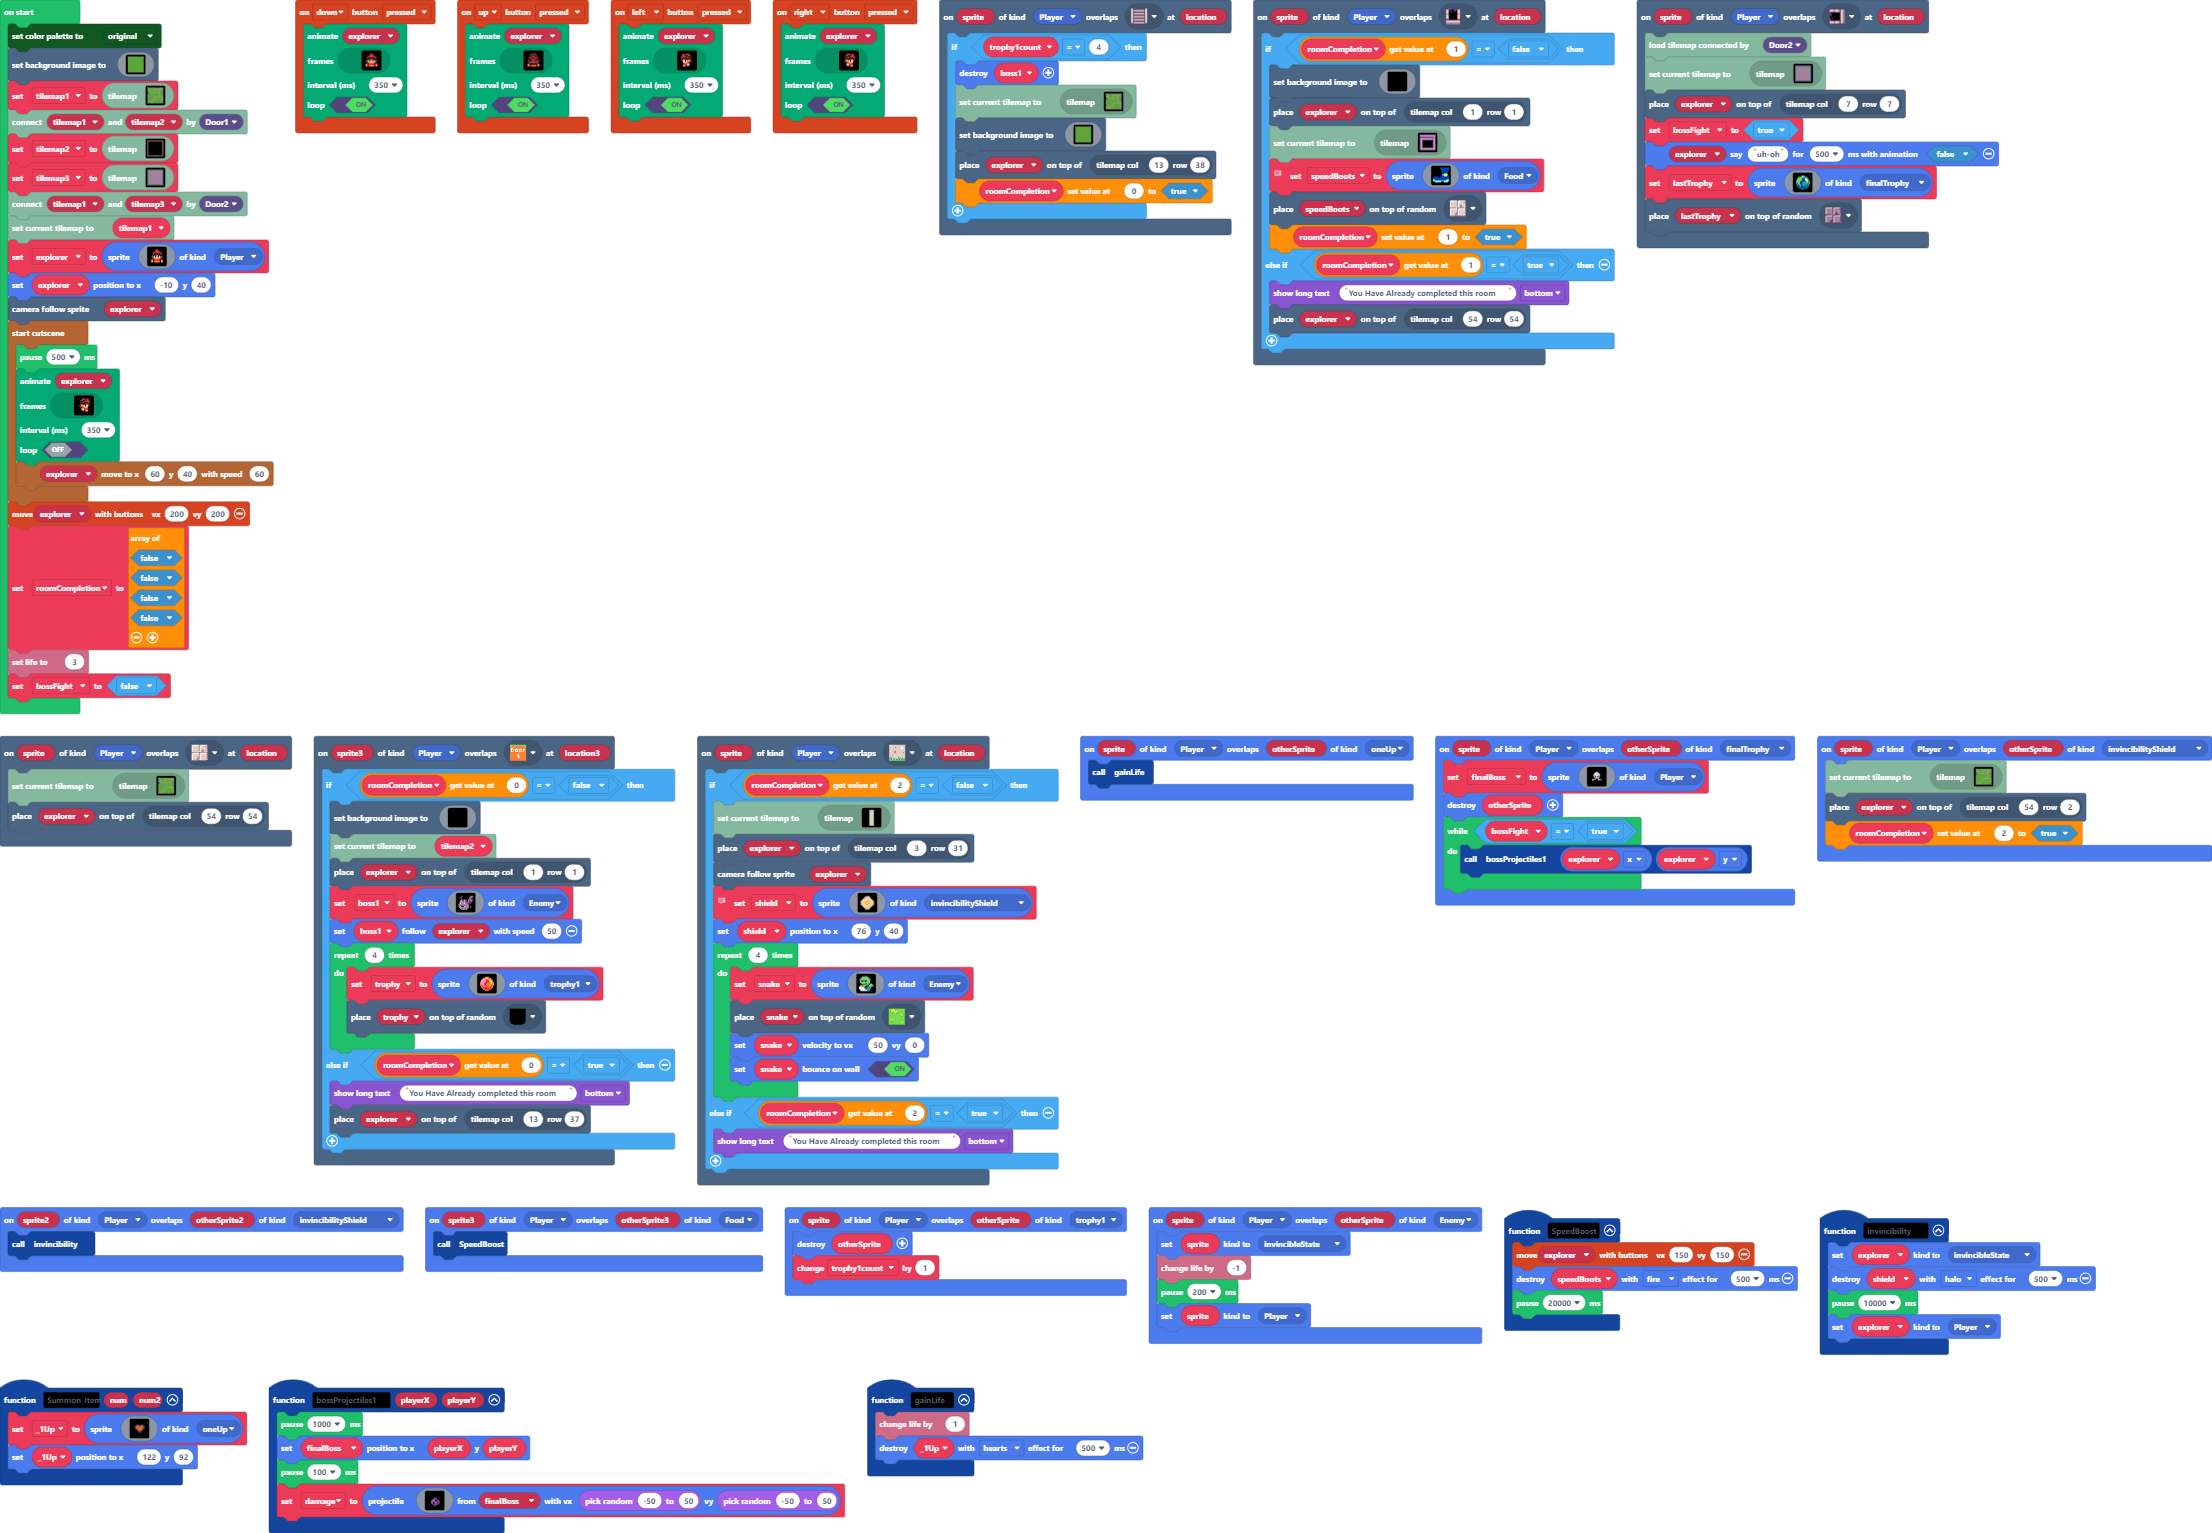 on start
set color palette to original
set background image to
set tilemap1 to tilemap
connect tilemap1 and tilemap2 by Door1
set tilemap2 to tilemap
set tilemap3 to tilemap
connect tilemap1 and tilemap3 by Door2
set current tilemap to tilemap1
set explorer to sprite of kind Player
set explorer position to x -10 y 40
camera follow sprite explorer
start cutscene
pause 500 ms
animate explorer
frames
interval (ms) 350
loop OFF
explorer move to x 60 y 40 with speed 60
move explorer with buttons vx 200 vy 200
set roomCompletion to array of
false
false
false
false
set life to 3
set bossFight to false
on down button pressed
animate explorer
frames
interval (ms) 350
loop ON
on up button pressed
animate explorer
frames
interval (ms) 350
loop ON
on left button pressed
animate explorer
frames
interval (ms) 350
loop ON
on right button pressed
animate explorer
frames
interval (ms) 350
loop ON
on sprite of kind Player overlaps at location
if trophy1count = 4 then
destroy boss1
set current tilemap to tilemap
set background image to
place explorer on top of tilemap col 13 row 38
roomCompletion set value at 0 to true
on sprite of kind Player overlaps at location
if roomCompletion get value at 1 = false then
set background image to
place explorer on top of tilemap col 1 row 1
set current tilemap to tilemap
set speedBoots to sprite of kind Food
place speedBoots on top of random
roomCompletion set value at 1 to true
else if roomCompletion get value at 1 = true then
show long text "You Have Already completed this room" bottom
place explorer on top of tilemap col 54 row 54
on sprite of kind Player overlaps at location
load tilemap connected by Door2
set current tilemap to tilemap
place explorer on top of tilemap col 7 row 7
set bossFight to true
explorer say "uh-oh" for 500 ms with animation false
set lastTrophy to sprite of kind finalTrophy
place lastTrophy on top of random
on sprite of kind Player overlaps at location
set current tilemap to tilemap
place explorer on top of tilemap col 54 row 54
on sprite3 of kind Player overlaps at location3
if roomCompletion get value at 0 = false then
set background image to
set current tilemap to tilemap2
place explorer on top of tilemap col 1 row 1
set boss1 to sprite of kind Enemy
set boss1 follow explorer with speed 50
repeat 4 times
do
set trophy to sprite of kind trophy1
place trophy on top of random
else if roomCompletion get value at 0 = true then
show long text "You Have Already completed this room" bottom
place explorer on top of tilemap col 13 row 37
on sprite of kind Player overlaps at location
if roomCompletion get value at 2 = false then
set current tilemap to tilemap
place explorer on top of tilemap col 3 row 31
camera follow sprite explorer
set shield to sprite of kind invincibilityShield
set shield position to x 76 y 40
repeat 4 times
do
set snake to sprite of kind Enemy
place snake on top of random
set snake velocity to vx 50 vy 0
set snake bounce on wall ON
else if roomCompletion get value at 2 = true then
show long text "You Have Already completed this room" bottom
on sprite of kind Player overlaps otherSprite of kind oneUp
call gainLife
on sprite of kind Player overlaps otherSprite of kind finalTrophy
set finalBoss to sprite of kind Player
destroy otherSprite
while bossFight = true
do
call bossProjectiles1 explorer x explorer y
on sprite of kind Player overlaps otherSprite of kind invincibilityShield
set current tilemap to tilemap
place explorer on top of tilemap col 54 row 2
roomCompletion set value at 2 to true
on sprite2 of kind Player overlaps otherSprite2 of kind invincibilityShield
call invincibility
on sprite3 of kind Player overlaps otherSprite3 of kind Food
call SpeedBoost
on sprite of kind Player overlaps otherSprite of kind trophy1
destroy otherSprite
change trophy1count by 1
on sprite of kind Player overlaps otherSprite of kind Enemy
set sprite kind to invincibleState
change life by -1
pause 200 ms
set sprite kind to Player
function SpeedBoost
move explorer with buttons vx 150 vy 150
destroy speedBoots with fire effect for 500 ms
pause 20000 ms
function invincibility
set explorer kind to invincibleState
destroy shield with halo effect for 500 ms
pause 10000 ms
set explorer kind to Player
function Summon Item num num2
set _1Up to sprite of kind oneUp
set _1Up position to x 122 y 92
function bossProjectiles1 playerX playerY
pause 1000 ms
set finalBoss position to x playerX y playerY
pause 100 ms
set damage to projectile from finalBoss with vx pick random -50 to 50 vy pick random -50 to 50
function gainLife
change life by 1
destroy _1Up with hearts effect for 500 ms